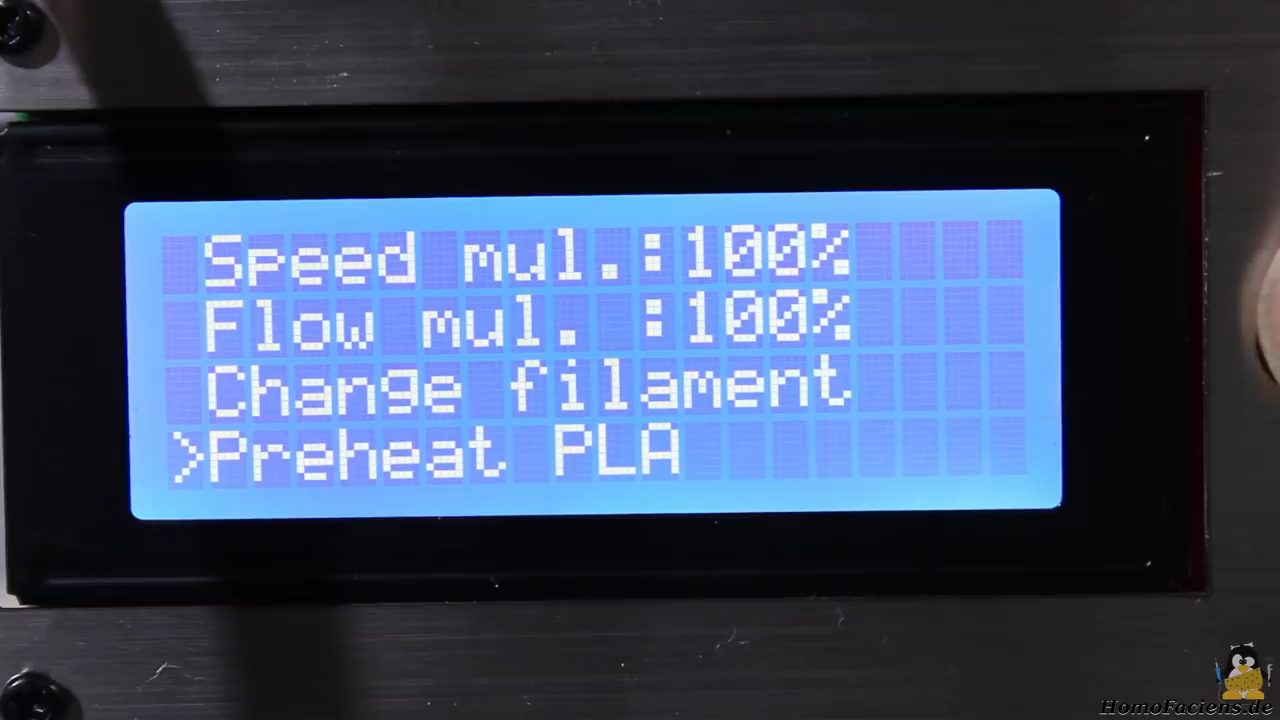 Speed mul.:100%
Flow mul. :100%
Change filament
>Preheat PLA
HomoFaciens.de